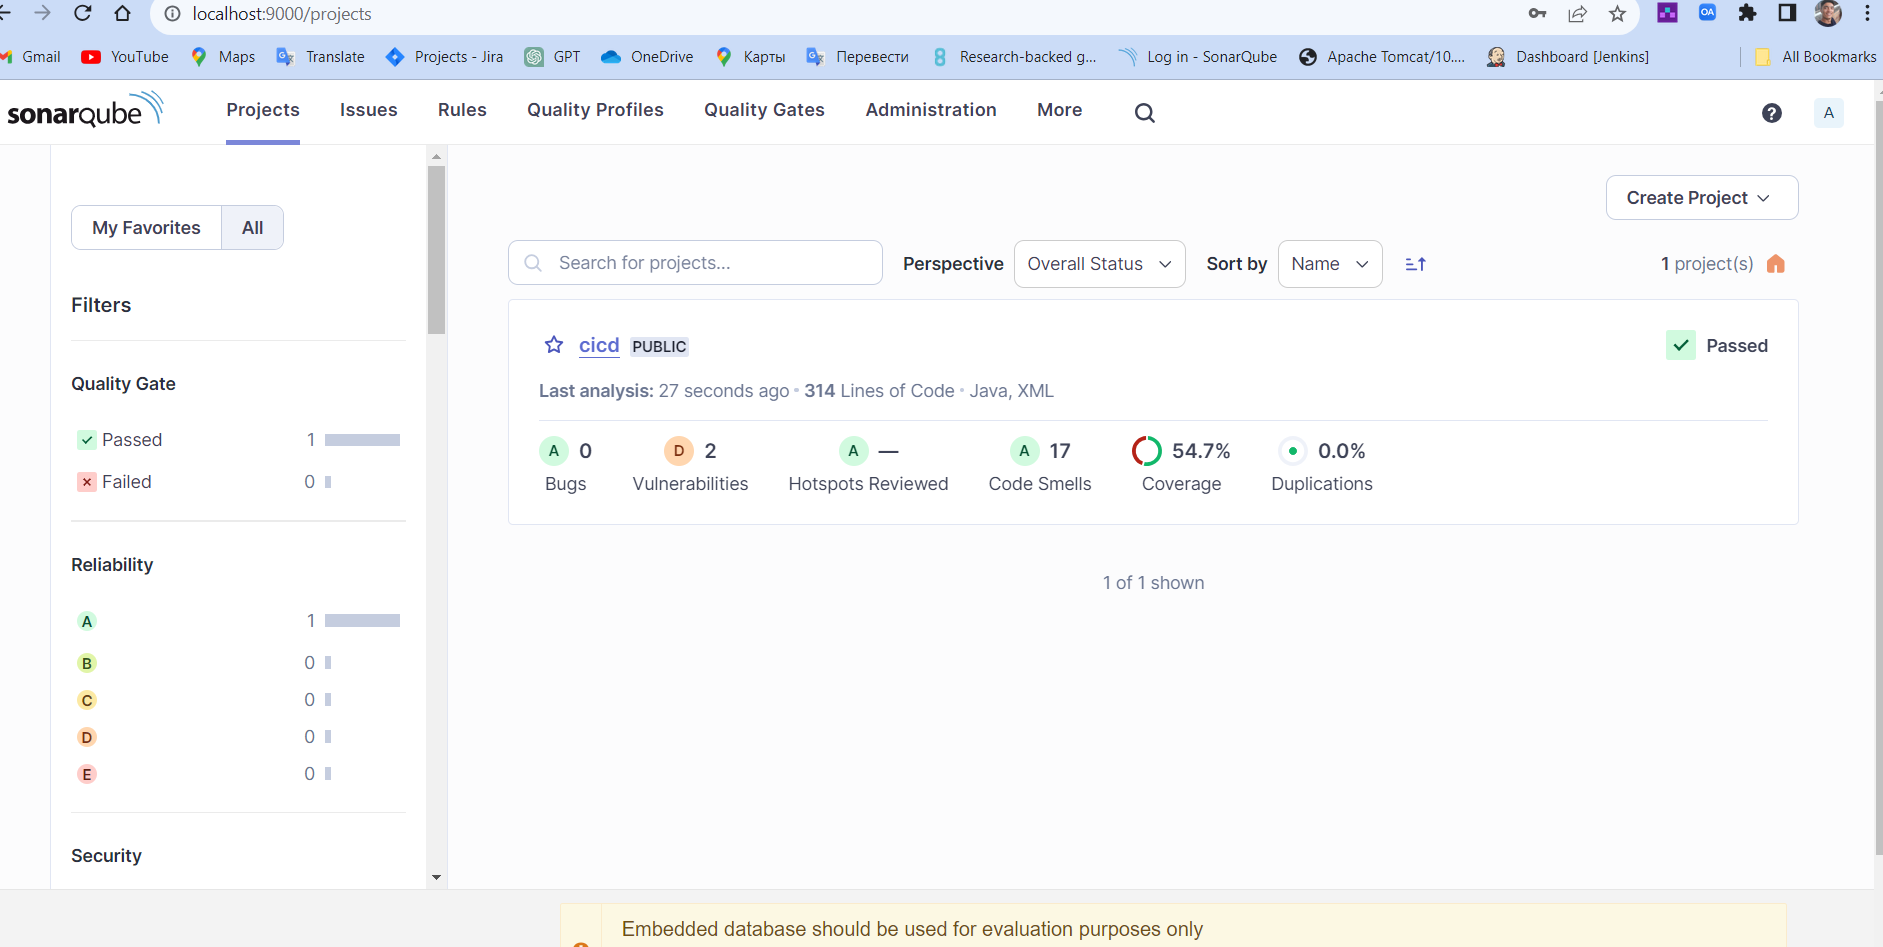 localhost:9000/projects
Gmail YouTube Maps Translate Projects - Jira GPT OneDrive Карты Перевести Research-backed g... Log in - SonarQube Apache Tomcat/10.... Dashboard [Jenkins] All Bookmarks
OA
sonarqube Projects Issues Rules Quality Profiles Quality Gates Administration More ? A
My Favorites All
Filters
Quality Gate
Passed 1
Failed 0
Reliability
A 1
B 0
C 0
D 0
E 0
Security
Create Project
Search for projects... Perspective Overall Status Sort by Name 1 project(s)
cicd PUBLIC Passed
Last analysis: 27 seconds ago • 314 Lines of Code • Java, XML
A 0 D 2 A — A 17 54.7% 0.0%
Bugs Vulnerabilities Hotspots Reviewed Code Smells Coverage Duplications
1 of 1 shown
Embedded database should be used for evaluation purposes only